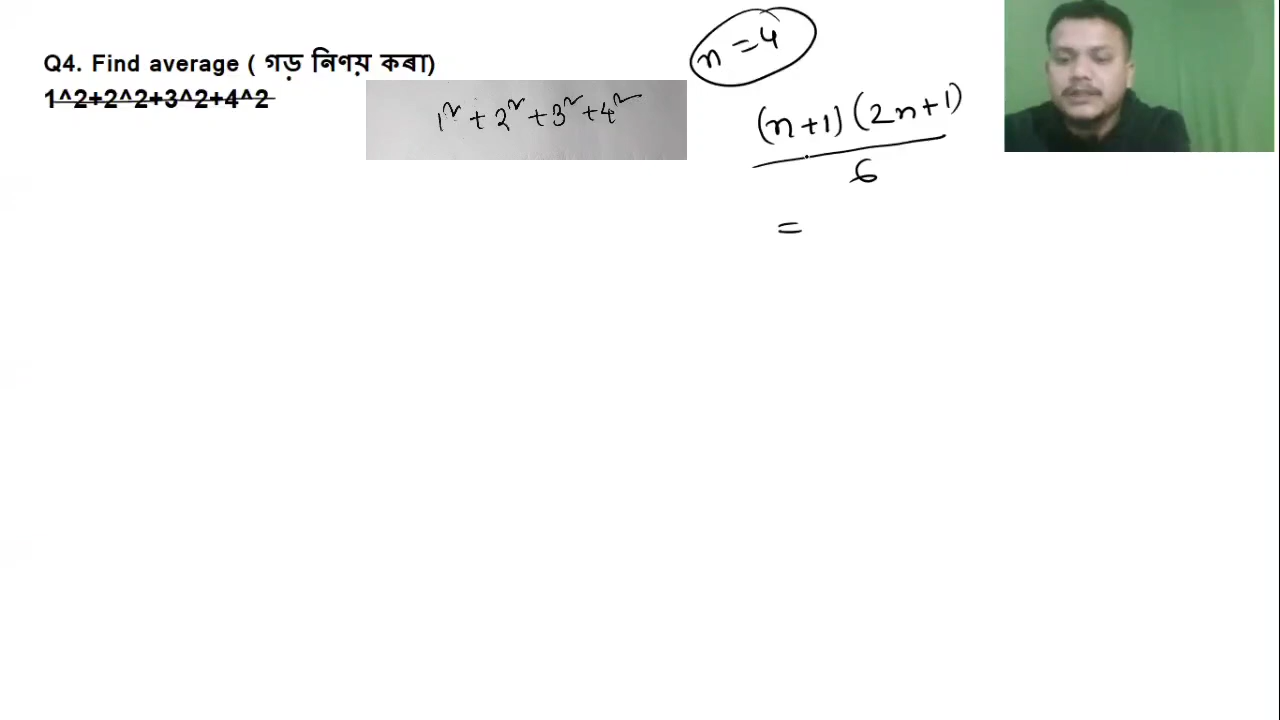 Q4. Find average ( গড় নিণয় কৰা)
1^2+2^2+3^2+4^2
1² + 2² + 3² + 4²
n = 4
(n+1) (2n+1)
6
=